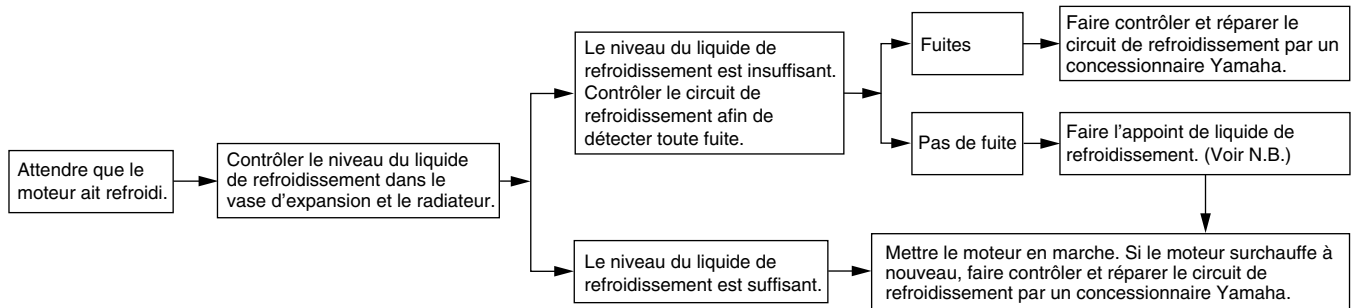 Attendre que le
moteur ait refroidi.
Contrôler le niveau du liquide
de refroidissement dans le
vase d'expansion et le radiateur.
Le niveau du liquide de
refroidissement est insuffisant.
Contrôler le circuit de
refroidissement afin de
détecter toute fuite.
Fuites
Faire contrôler et réparer le
circuit de refroidissement par un
concessionnaire Yamaha.
Pas de fuite
Faire l'appoint de liquide de
refroidissement. (Voir N.B.)
Le niveau du liquide de
refroidissement est suffisant.
Mettre le moteur en marche. Si le moteur surchauffe à
nouveau, faire contrôler et réparer le circuit de
refroidissement par un concessionnaire Yamaha.